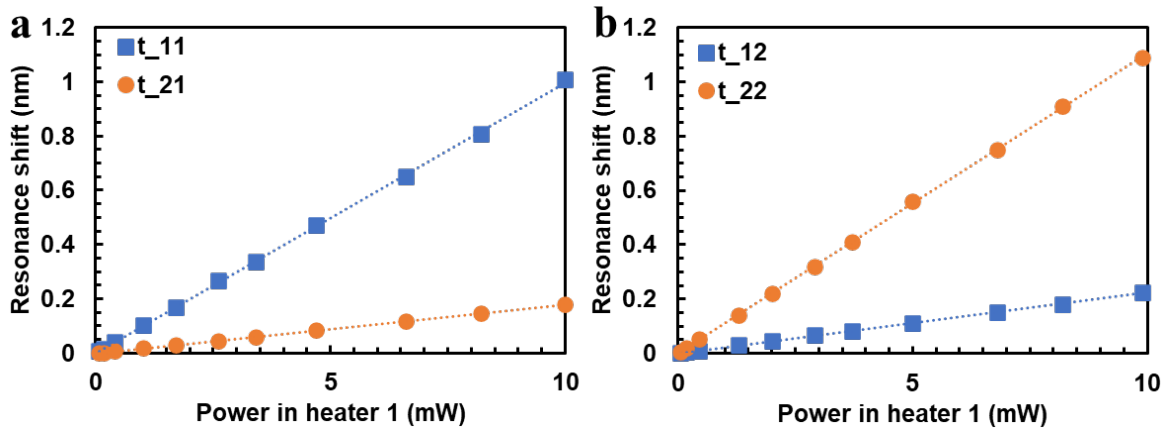 a
1.2
1
0.8
0.6
0.4
0.2
0
Resonance shift (nm)
t_11
t_21
0
5
10
Power in heater 1 (mW)
b
1.2
1
0.8
0.6
0.4
0.2
0
Resonance shift (nm)
t_12
t_22
0
5
10
Power in heater 1 (mW)